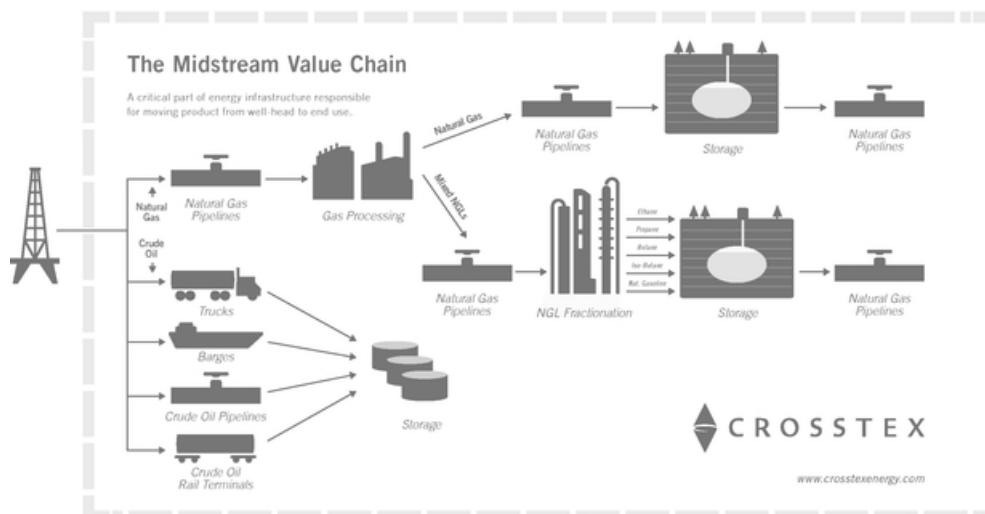 The Midstream Value Chain
A critical part of energy infrastructure responsible
for moving product from well-head to end use.
Natural
Gas
Crude
Oil
Natural Gas
Pipelines
Gas Processing
Natural Gas
Mixed NGLs
Natural Gas
Pipelines
Storage
Natural Gas
Pipelines
Natural Gas
Pipelines
NGL Fractionation
Ethane
Propane
Butane
Iso-Butane
Nat. Gasoline
Storage
Natural Gas
Pipelines
Trucks
Barges
Crude Oil Pipelines
Crude Oil
Rail Terminals
Storage
CROSSTEX
www.crosstexenergy.com